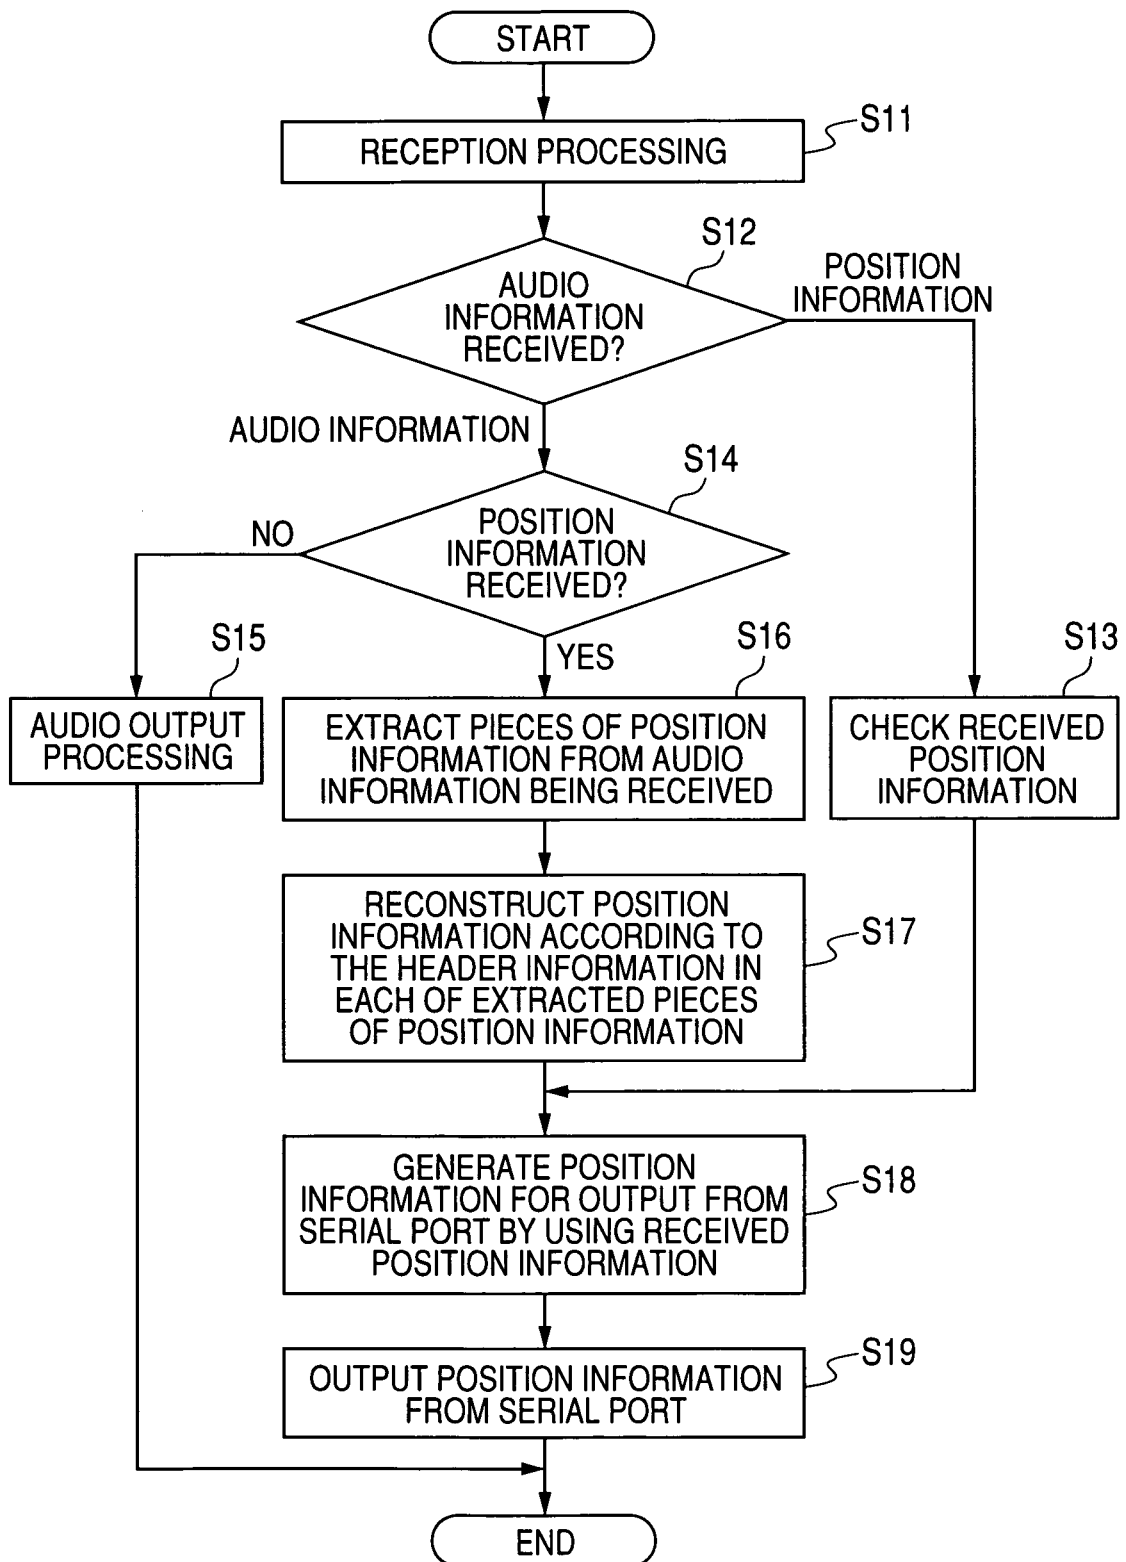 START
S11
RECEPTION PROCESSING
S12
AUDIO
INFORMATION
RECEIVED?
POSITION
INFORMATION
AUDIO INFORMATION
S14
POSITION
INFORMATION
RECEIVED?
NO
YES
S15
AUDIO OUTPUT
PROCESSING
S16
EXTRACT PIECES OF POSITION
INFORMATION FROM AUDIO
INFORMATION BEING RECEIVED
S13
CHECK RECEIVED
POSITION
INFORMATION
RECONSTRUCT POSITION
INFORMATION ACCORDING TO
THE HEADER INFORMATION IN
EACH OF EXTRACTED PIECES
OF POSITION INFORMATION
S17
GENERATE POSITION
INFORMATION FOR OUTPUT FROM
SERIAL PORT BY USING RECEIVED
POSITION INFORMATION
S18
OUTPUT POSITION INFORMATION
FROM SERIAL PORT
S19
END